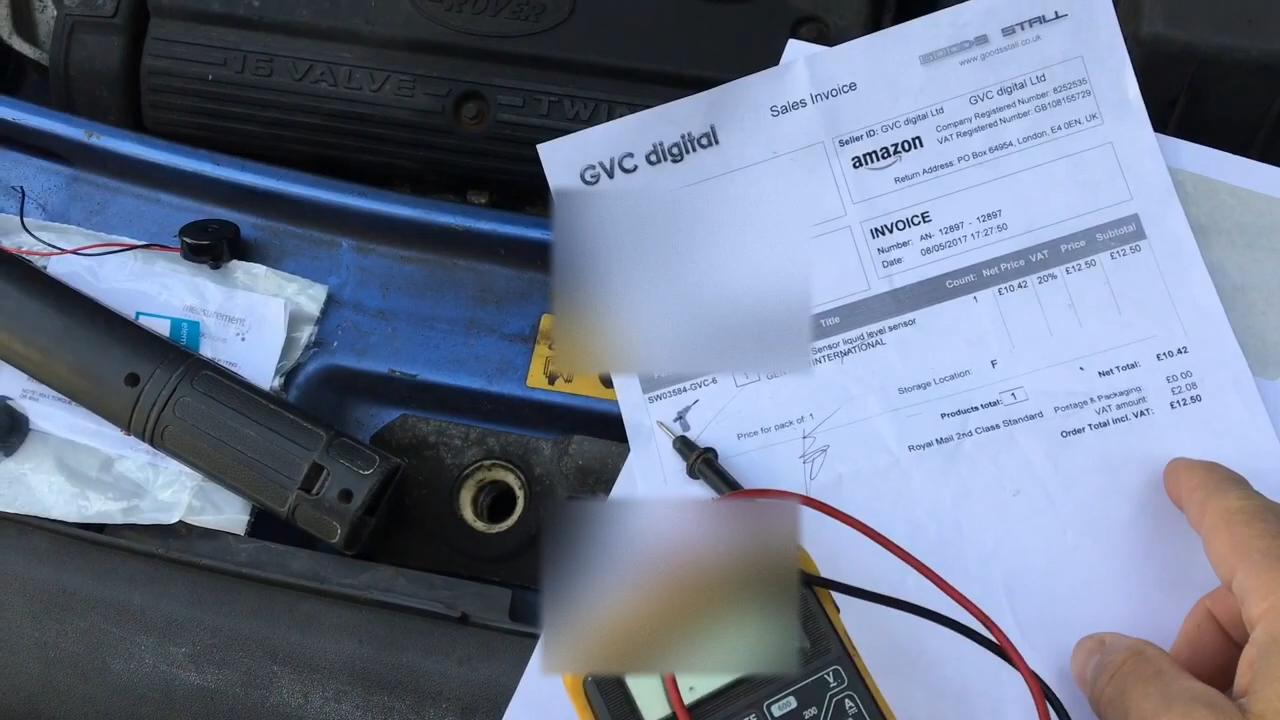 ROVER
16 VALVE
TWIN
GOODS STALL
www.goodsstall.co.uk
Sales Invoice
GVC digital
Seller ID: GVC digital Ltd
GVC digital Ltd
Company Registered Number: 8252535
VAT Registered Number: GB108155729
amazon
Return Address: PO Box 64954, London, E4 0EN, UK
INVOICE
Number: AN- 12897 - 12897
Date: 08/05/2017 17:27:50
Title Count: Net Price VAT Price Subtotal
Sensor liquid level sensor 1 £10.42 20% £12.50 £12.50
INTERNATIONAL
SW03584-GVC-6
1
Storage Location: F
Net Total: £10.42
Products total: 1
Postage & Packaging: £0.00
Price for pack of: 1
VAT amount: £2.08
Royal Mail 2nd Class Standard
Order Total incl. VAT: £12.50
measurement
elem
V
600
200
A